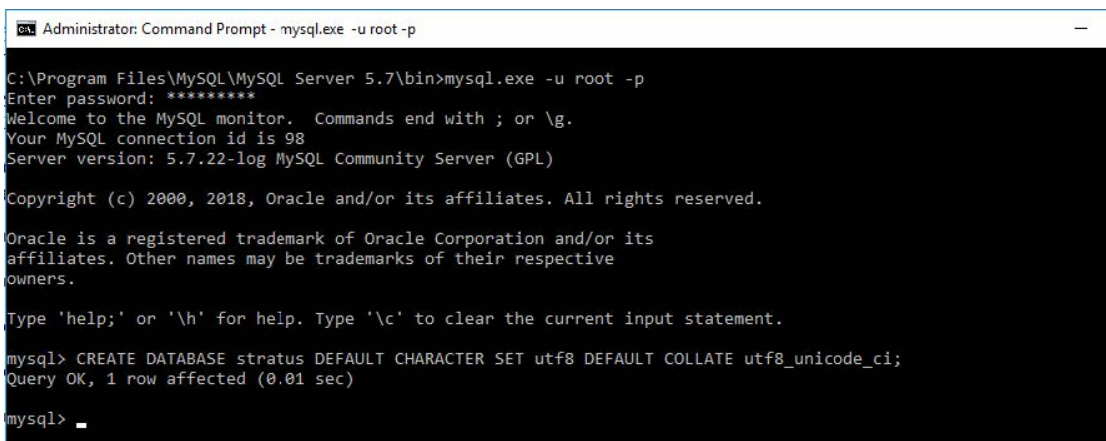 Administrator: Command Prompt - mysql.exe -u root -p
C:\Program Files\MySQL\MySQL Server 5.7\bin>mysql.exe -u root -p
Enter password: *********
Welcome to the MySQL monitor.  Commands end with ; or \g.
Your MySQL connection id is 98
Server version: 5.7.22-log MySQL Community Server (GPL)
Copyright (c) 2000, 2018, Oracle and/or its affiliates. All rights reserved.
Oracle is a registered trademark of Oracle Corporation and/or its
affiliates. Other names may be trademarks of their respective
owners.
Type 'help;' or '\h' for help. Type '\c' to clear the current input statement.
mysql> CREATE DATABASE stratus DEFAULT CHARACTER SET utf8 DEFAULT COLLATE utf8_unicode_ci;
Query OK, 1 row affected (0.01 sec)
mysql>